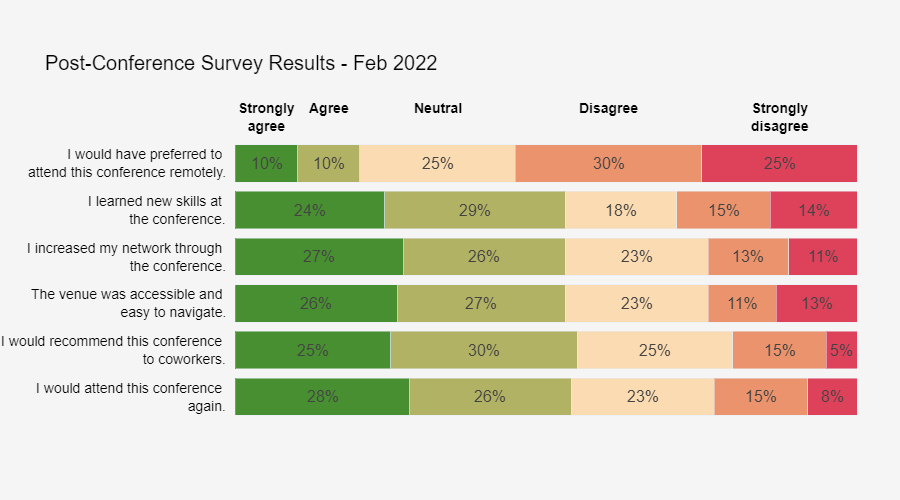 Post-Conference Survey Results - Feb 2022
Strongly agree Agree Neutral Disagree Strongly disagree
I would have preferred to
attend this conference remotely.
10% 10% 25% 30% 25%
I learned new skills at
the conference.
24% 29% 18% 15% 14%
I increased my network through
the conference.
27% 26% 23% 13% 11%
The venue was accessible and
easy to navigate.
26% 27% 23% 11% 13%
I would recommend this conference
to coworkers.
25% 30% 25% 15% 5%
I would attend this conference
again.
28% 26% 23% 15% 8%